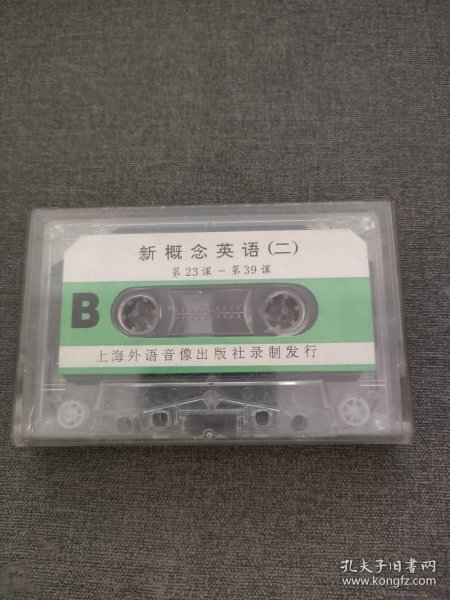 新概念英语(二)
第23课－第39课
B
上海外语音像出版社录制发行
孔夫子旧书网
www.kongfz.com